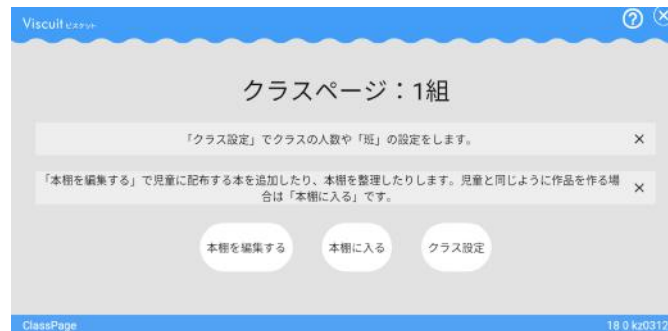 Viscuit ビスケット
クラスページ：1組
「クラス設定」でクラスの人数や「班」の設定をします。
「本棚を編集する」で児童に配布する本を追加したり、本棚を整理したりします。児童と同じように作品を作る場
合は「本棚に入る」です。
本棚を編集する 本棚に入る クラス設定
ClassPage 18 0 kz0312